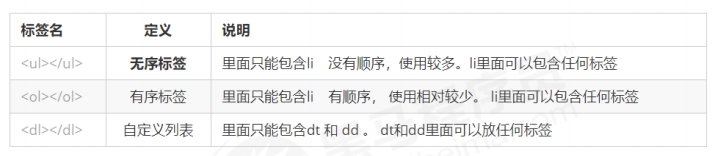 标签名 定义 说明
<ul></ul> 无序标签 里面只能包含li 没有顺序，使用较多。li里面可以包含任何标签
<ol></ol> 有序标签 里面只能包含li 有顺序， 使用相对较少。 li里面可以包含任何标签
<dl></dl> 自定义列表 里面只能包含dt 和 dd 。 dt和dd里面可以放任何标签